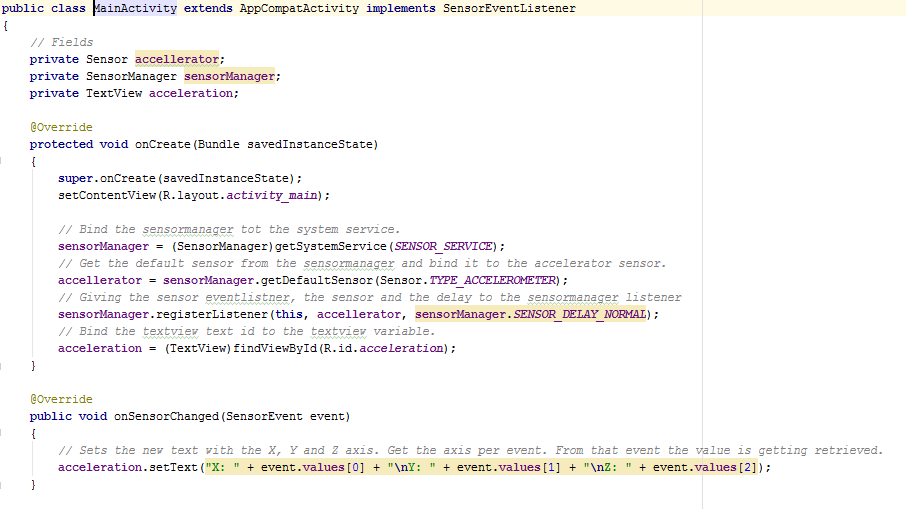 public class MainActivity extends AppCompatActivity implements SensorEventListener
{
// Fields
private Sensor accellerator;
private SensorManager sensorManager;
private TextView acceleration;
@Override
protected void onCreate(Bundle savedInstanceState)
{
super.onCreate(savedInstanceState);
setContentView(R.layout.activity_main);
// Bind the sensormanager tot the system service.
sensorManager = (SensorManager)getSystemService(SENSOR_SERVICE);
// Get the default sensor from the sensormanager and bind it to the accelerator sensor.
accellerator = sensorManager.getDefaultSensor(Sensor.TYPE_ACCELEROMETER);
// Giving the sensor eventlistner, the sensor and the delay to the sensormanager listener
sensorManager.registerListener(this, accellerator, sensorManager.SENSOR_DELAY_NORMAL);
// Bind the textview text id to the textview variable.
acceleration = (TextView)findViewById(R.id.acceleration);
}
@Override
public void onSensorChanged(SensorEvent event)
{
// Sets the new text with the X, Y and Z axis. Get the axis per event. From that event the value is getting retrieved.
acceleration.setText("X: " + event.values[0] + "\nY: " + event.values[1] + "\nZ: " + event.values[2]);
}